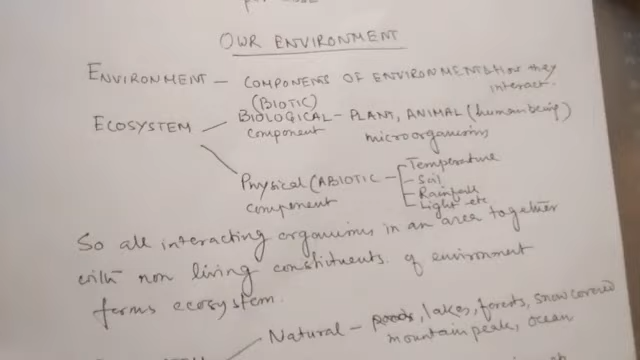 OUR ENVIRONMENT
ENVIRONMENT — COMPONENTS OF ENVIRONMENT & How they interact.
ECOSYSTEM — (BIOTIC) BIOLOGICAL component — PLANT, ANIMAL (human being) microorganisms
Physical (ABIOTIC component — Temperature
— Soil
— Rainfall
— Light etc
So all interacting organisms in an area together
with non living constituents. of environment
forms ecosystem.
Natural — lakes, forests, snow covered
mountain peak, ocean